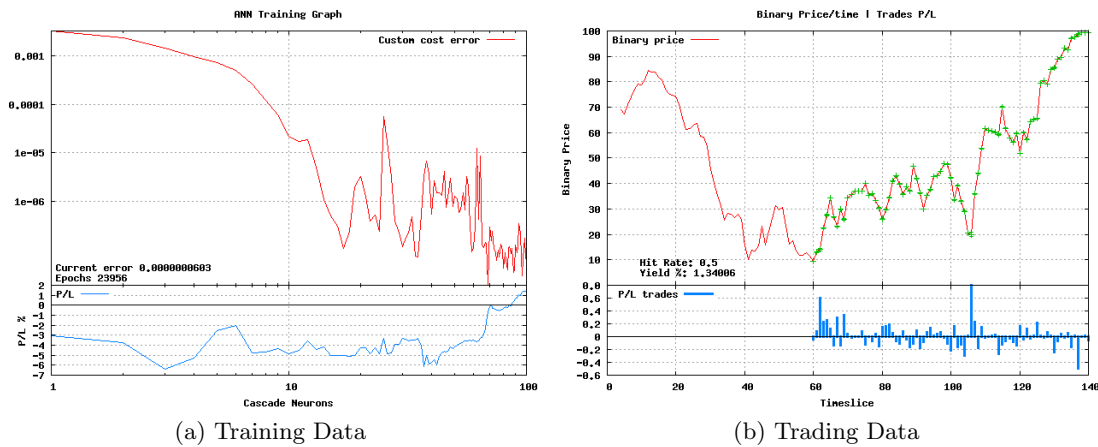 ANN Training Graph
Custom cost error
0.001
0.0001
1e-05
1e-06
Current error 0.0000000603
Epochs 23956
2
P/L
1
0
-1
-2
-3
-4
-5
-6
-7
P/L %
1
10
100
Cascade Neurons
(a) Training Data
Binary Price/time | Trades P/L
Binary price
100
90
80
70
60
50
40
30
20
10
Binary Price
Hit Rate: 0.5
Yield %: 1.34006
0.8
P/L trades
0.6
0.4
0.2
0
-0.2
-0.4
-0.6
0
20
40
60
80
100
120
140
Timeslice
(b) Trading Data